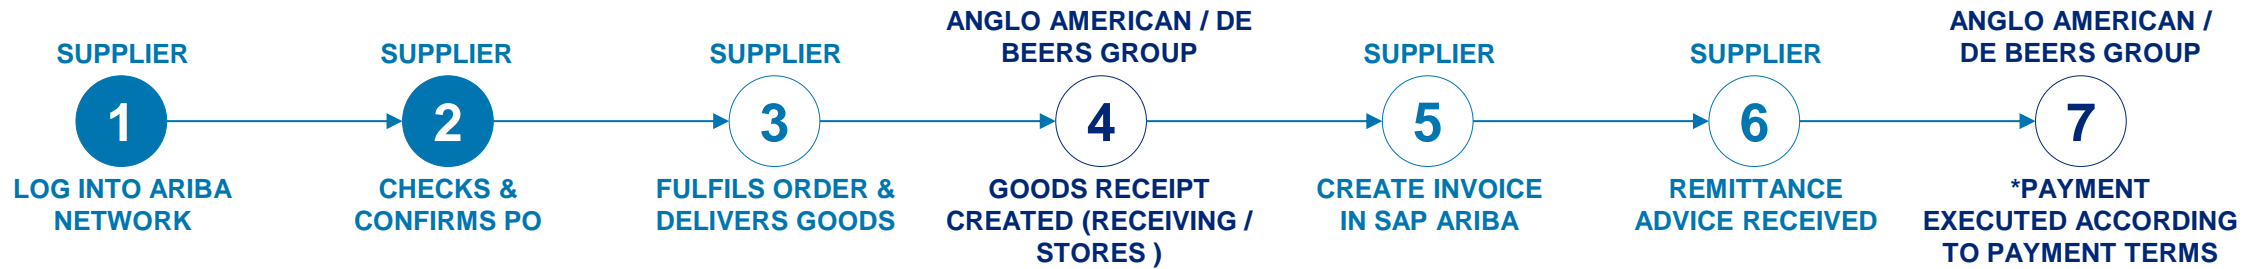 SUPPLIER
1
LOG INTO ARIBA
NETWORK
SUPPLIER
2
CHECKS &
CONFIRMS PO
SUPPLIER
3
FULFILS ORDER &
DELIVERS GOODS
ANGLO AMERICAN / DE
BEERS GROUP
4
GOODS RECEIPT
CREATED (RECEIVING /
STORES )
SUPPLIER
5
CREATE INVOICE
IN SAP ARIBA
SUPPLIER
6
REMITTANCE
ADVICE RECEIVED
ANGLO AMERICAN /
DE BEERS GROUP
7
*PAYMENT
EXECUTED ACCORDING
TO PAYMENT TERMS